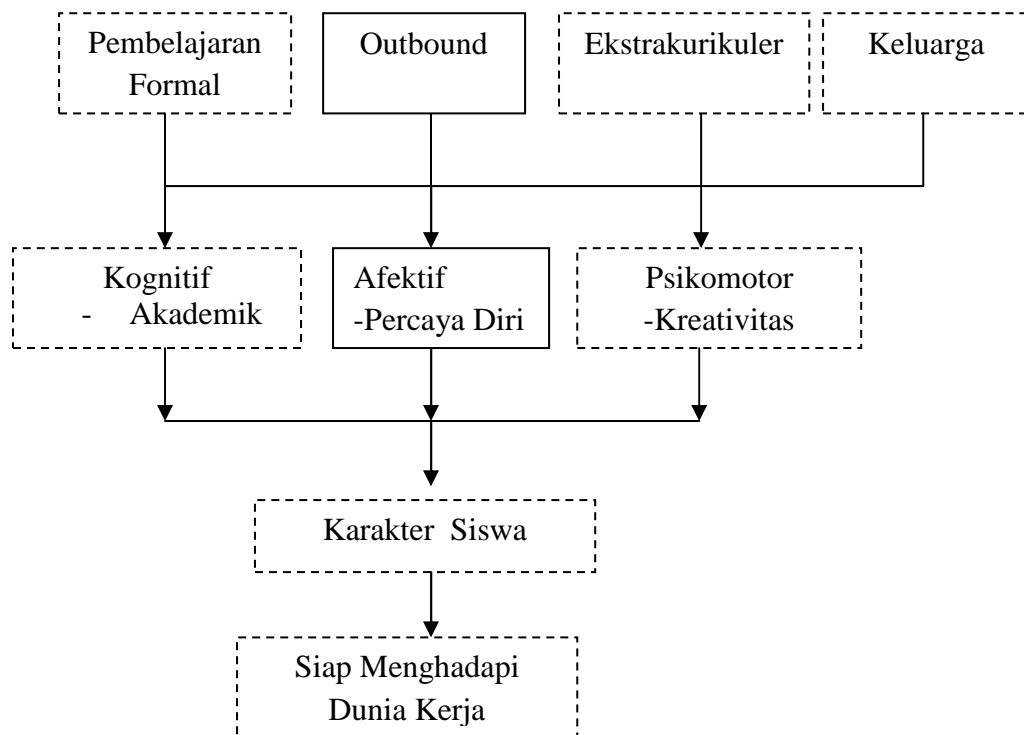 Pembelajaran
Formal
Outbound
Ekstrakurikuler
Keluarga
Kognitif
- Akademik
Afektif
-Percaya Diri
Psikomotor
-Kreativitas
Karakter Siswa
Siap Menghadapi
Dunia Kerja